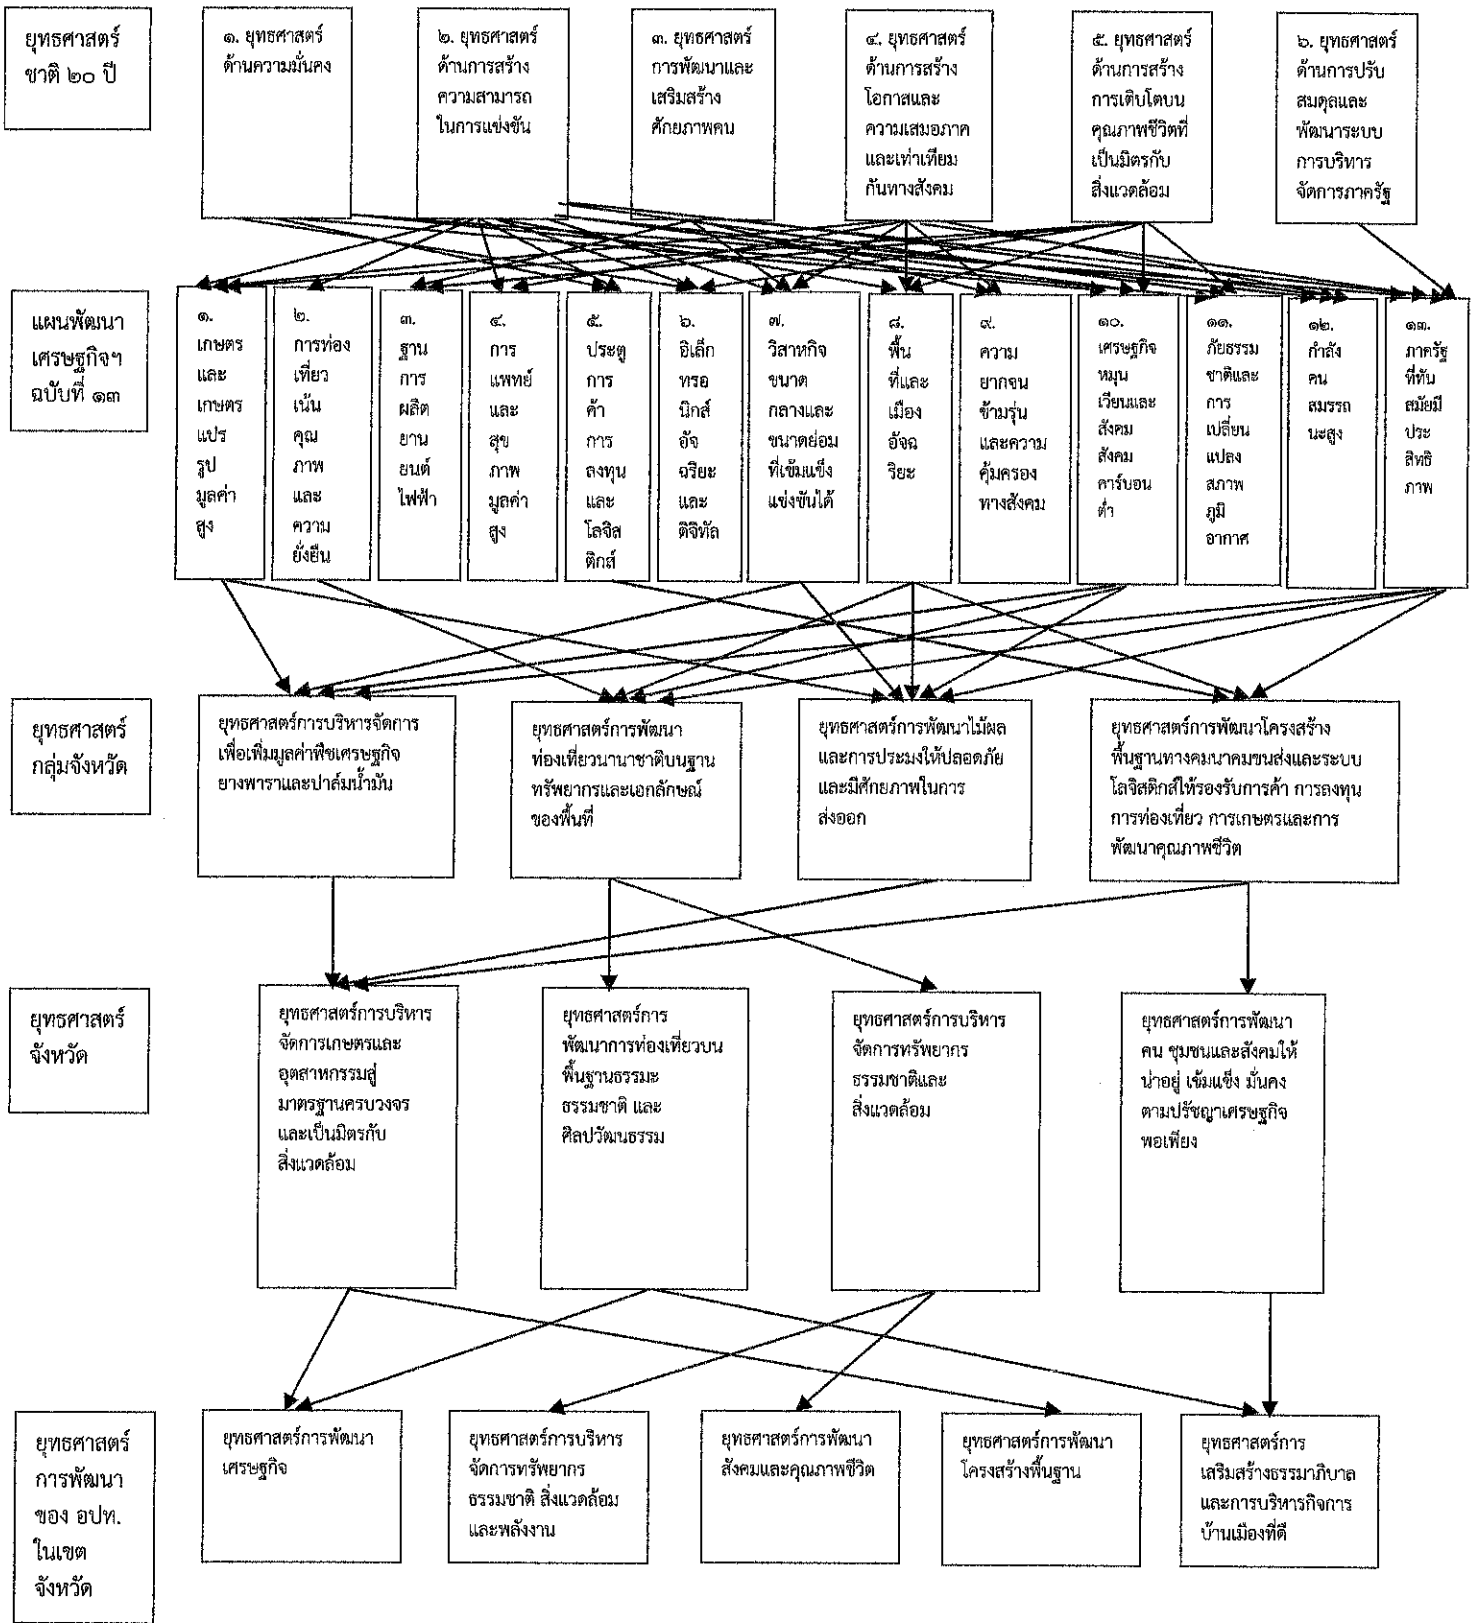 ยุทธศาสตร์
ชาติ ๒๐ ปี
๑. ยุทธศาสตร์
ด้านความมั่นคง
๒. ยุทธศาสตร์
ด้านการสร้าง
ความสามารถ
ในการแข่งขัน
๓. ยุทธศาสตร์
การพัฒนาและ
เสริมสร้าง
ศักยภาพคน
๔. ยุทธศาสตร์
ด้านการสร้าง
โอกาสและ
ความเสมอภาค
และเท่าเทียม
กันทางสังคม
๕. ยุทธศาสตร์
ด้านการสร้าง
การเติบโตบน
คุณภาพชีวิตที่
เป็นมิตรกับ
สิ่งแวดล้อม
๖. ยุทธศาสตร์
ด้านการปรับ
สมดุลและ
พัฒนาระบบ
การบริหาร
จัดการภาครัฐ
แผนพัฒนา
เศรษฐกิจฯ
ฉบับที่ ๑๓
๑.
เกษตร
และ
เกษตร
แปร
รูป
มูลค่า
สูง
๒.
การท่อง
เที่ยว
เน้น
คุณ
ภาพ
และ
ความ
ยั่งยืน
๓.
ฐาน
การ
ผลิต
ยาน
ยนต์
ไฟฟ้า
๔.
การ
แพทย์
และ
สุข
ภาพ
มูลค่า
สูง
๕.
ประตู
การ
ค้า
การ
ลงทุน
และ
โลจิส
ติกส์
๖.
อิเล็ก
ทรอ
นิกส์
อัจ
ฉริยะ
และ
ดิจิทัล
๗.
วิสาหกิจ
ขนาด
กลางและ
ขนาดย่อม
ที่เข้มแข็ง
แข่งขันได้
๘.
พื้น
ที่และ
เมือง
อัจฉ
ริยะ
๙.
ความ
ยากจน
ข้ามรุ่น
และความ
คุ้มครอง
ทางสังคม
๑๐.
เศรษฐกิจ
หมุน
เวียนและ
สังคม
สังคม
คาร์บอน
ต่ำ
๑๑.
ภัยธรรม
ชาติและ
การ
เปลี่ยน
แปลง
สภาพ
ภูมิ
อากาศ
๑๒.
กำลัง
คน
สมรรถ
นะสูง
๑๓.
ภาครัฐ
ที่ทัน
สมัยมี
ประ
สิทธิ
ภาพ
ยุทธศาสตร์
กลุ่มจังหวัด
ยุทธศาสตร์การบริหารจัดการ
เพื่อเพิ่มมูลค่าพืชเศรษฐกิจ
ยางพาราและปาล์มน้ำมัน
ยุทธศาสตร์การพัฒนา
ท่องเที่ยวนานาชาติบนฐาน
ทรัพยากรและเอกลักษณ์
ของพื้นที่
ยุทธศาสตร์การพัฒนาไม้ผล
และการประมงให้ปลอดภัย
และมีศักยภาพในการ
ส่งออก
ยุทธศาสตร์การพัฒนาโครงสร้าง
พื้นฐานทางคมนาคมขนส่งและระบบ
โลจิสติกส์ให้รองรับการค้า การลงทุน
การท่องเที่ยว การเกษตรและการ
พัฒนาคุณภาพชีวิต
ยุทธศาสตร์
จังหวัด
ยุทธศาสตร์การบริหาร
จัดการเกษตรและ
อุตสาหกรรมสู่
มาตรฐานครบวงจร
และเป็นมิตรกับ
สิ่งแวดล้อม
ยุทธศาสตร์การ
พัฒนาการท่องเที่ยวบน
พื้นฐานธรรมะ
ธรรมชาติ และ
ศิลปวัฒนธรรม
ยุทธศาสตร์การบริหาร
จัดการทรัพยากร
ธรรมชาติและ
สิ่งแวดล้อม
ยุทธศาสตร์การพัฒนา
คน ชุมชนและสังคมให้
น่าอยู่ เข้มแข็ง มั่นคง
ตามปรัชญาเศรษฐกิจ
พอเพียง
ยุทธศาสตร์
การพัฒนา
ของ อปท.
ในเขต
จังหวัด
ยุทธศาสตร์การพัฒนา
เศรษฐกิจ
ยุทธศาสตร์การบริหาร
จัดการทรัพยากร
ธรรมชาติ สิ่งแวดล้อม
และพลังงาน
ยุทธศาสตร์การพัฒนา
สังคมและคุณภาพชีวิต
ยุทธศาสตร์การพัฒนา
โครงสร้างพื้นฐาน
ยุทธศาสตร์การ
เสริมสร้างธรรมาภิบาล
และการบริหารกิจการ
บ้านเมืองที่ดี